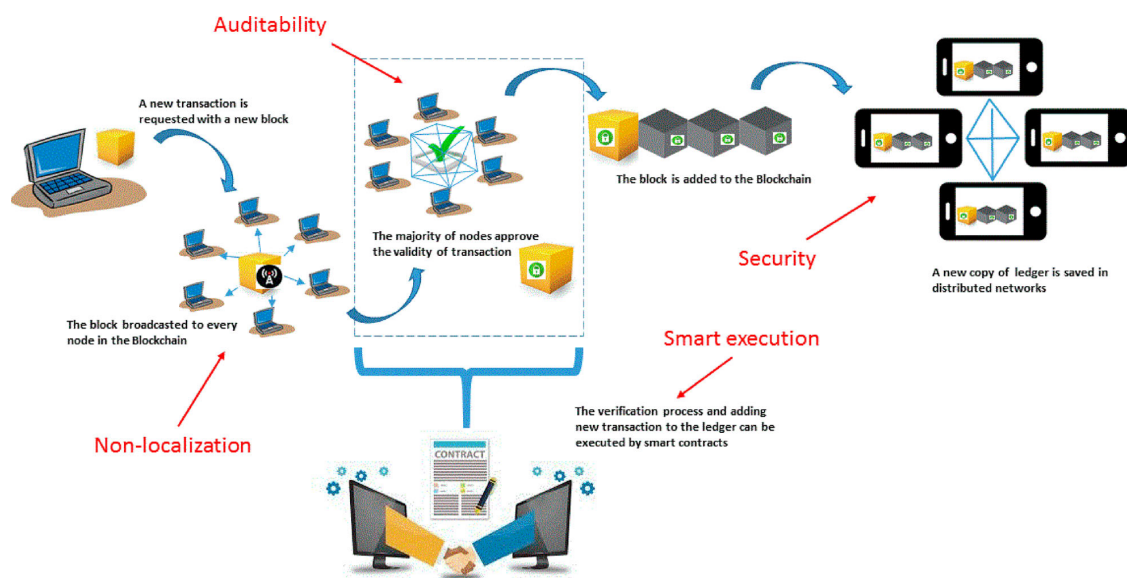 Auditability
A new transaction is
requested with a new block
The majority of nodes approve
the validity of transaction
The block is added to the Blockchain
Security
A new copy of ledger is saved in
distributed networks
The block broadcasted to every
node in the Blockchain
Non-localization
Smart execution
The verification process and adding
new transaction to the ledger can be
executed by smart contracts
CONTRACT